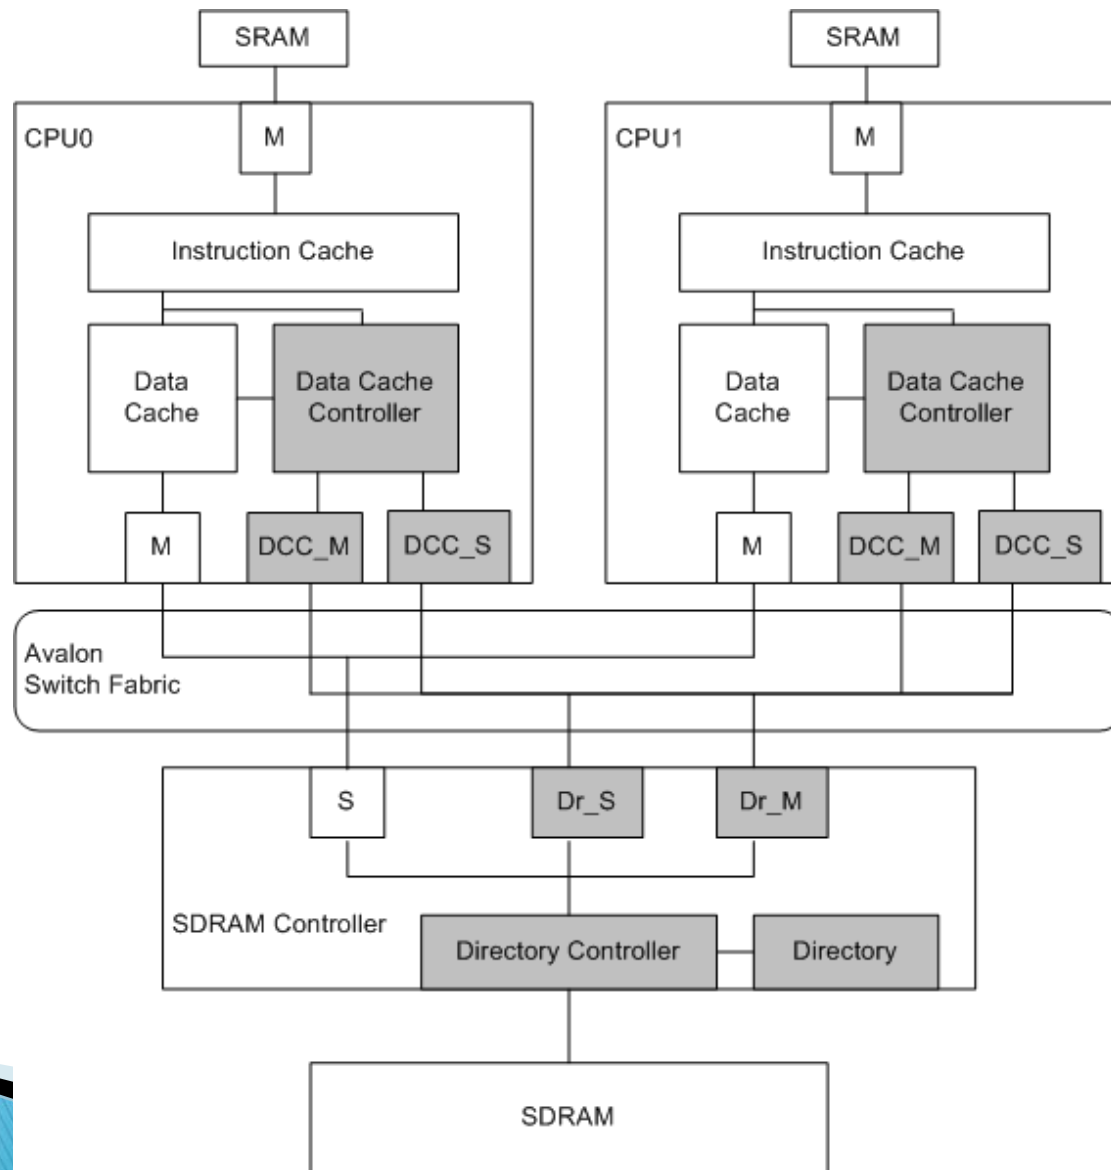 SRAM
SRAM
CPU0
M
CPU1
M
Instruction Cache
Instruction Cache
Data
Cache
Data Cache
Controller
Data
Cache
Data Cache
Controller
M
DCC_M
DCC_S
M
DCC_M
DCC_S
Avalon
Switch Fabric
S
Dr_S
Dr_M
SDRAM Controller
Directory Controller
Directory
SDRAM